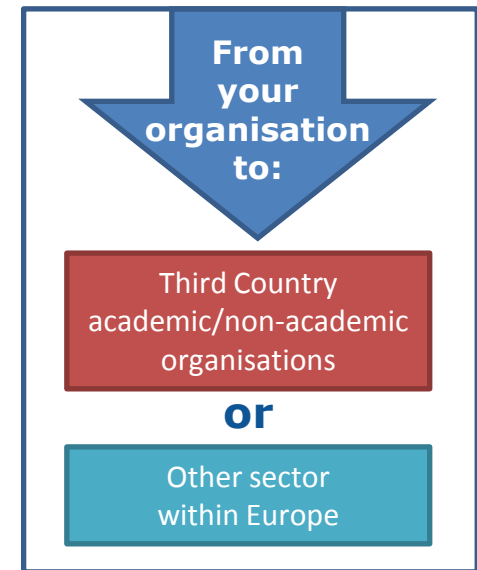 From
your
organisation
to:
Third Country
academic/non-academic
organisations
or
Other sector
within Europe